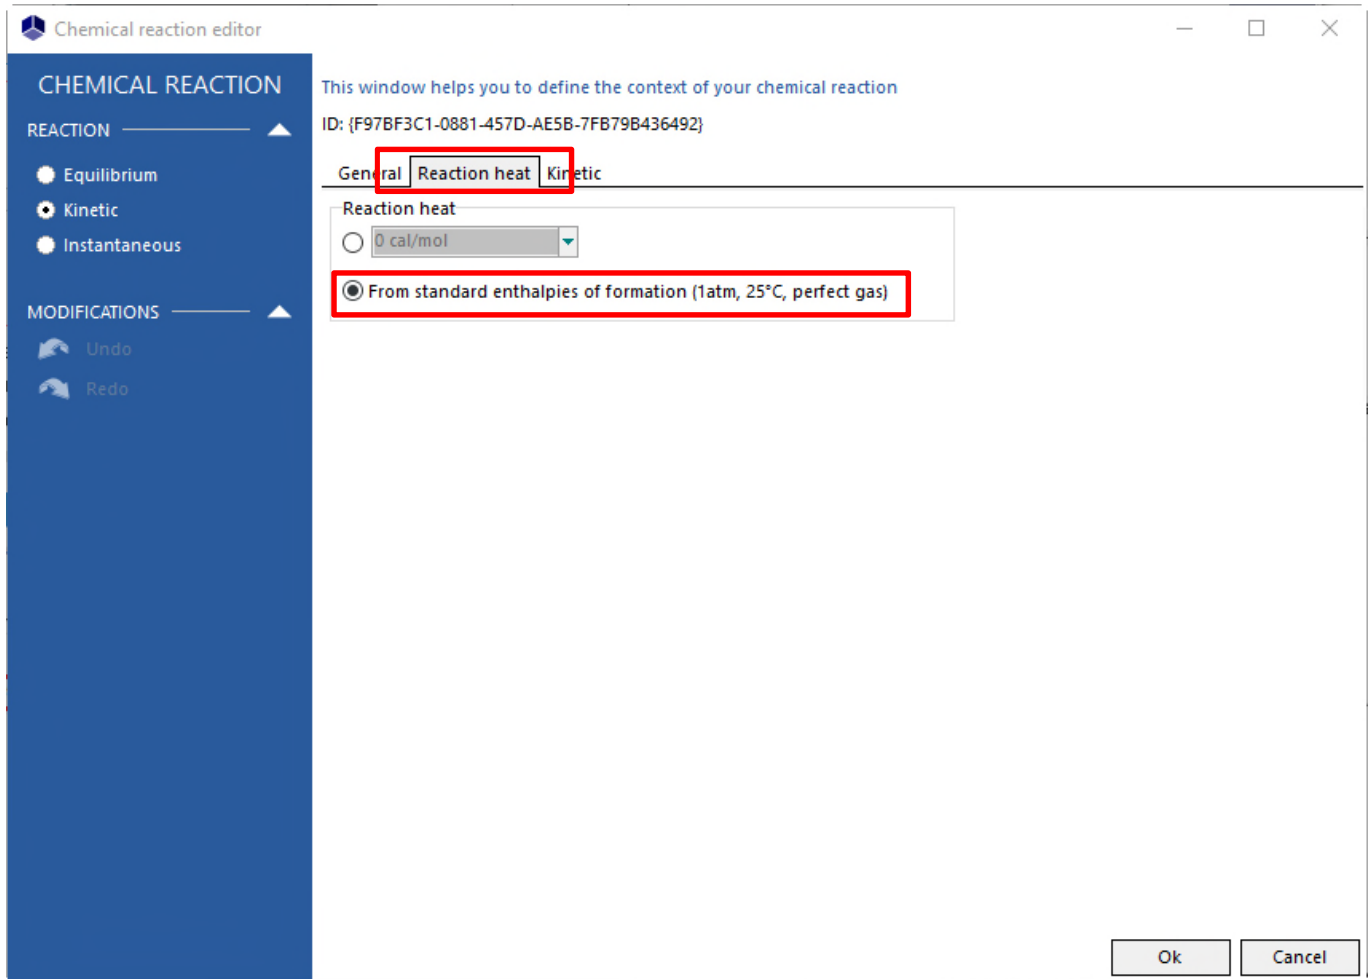 Chemical reaction editor
CHEMICAL REACTION
REACTION
Equilibrium
Kinetic
Instantaneous
MODIFICATIONS
Undo
Redo
This window helps you to define the context of your chemical reaction
ID: {F97BF3C1-0881-457D-AE5B-7FB79B436492}
General Reaction heat Kinetic
Reaction heat
0 cal/mol
From standard enthalpies of formation (1atm, 25°C, perfect gas)
Ok Cancel